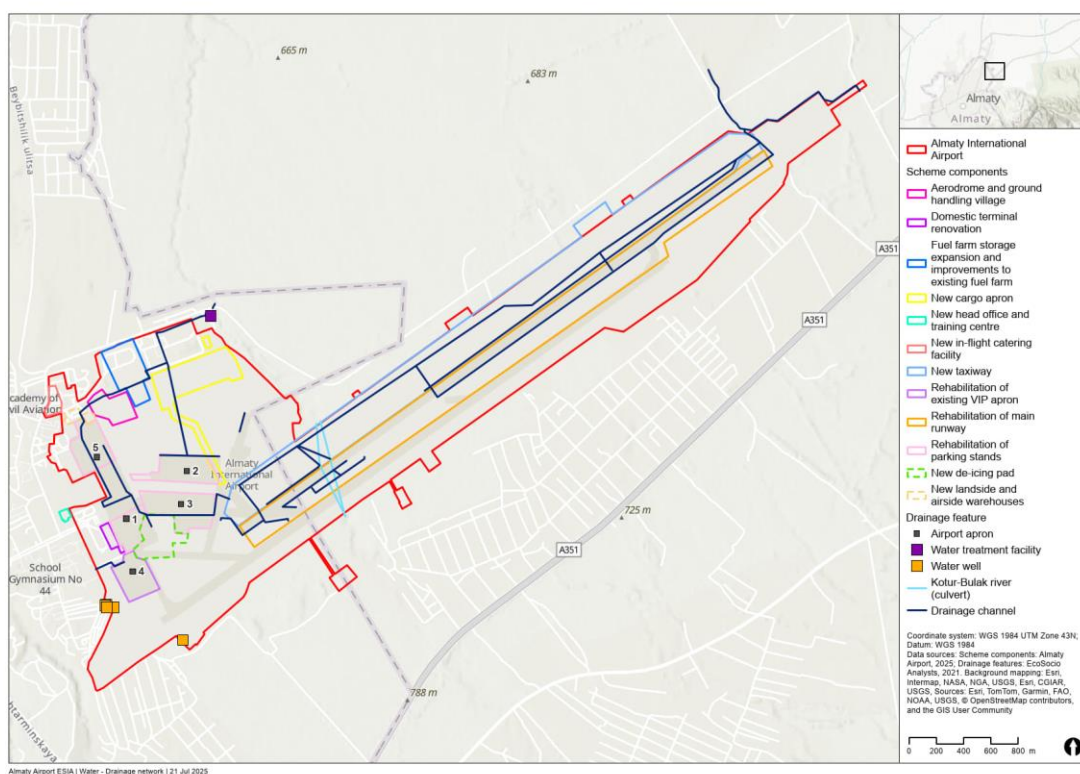 665 m
683 m
Beybitshilik ulitsa
Almaty
Almaty
A351
A351
A351
cademy of
vil Aviation
5
2
Almaty
International
Airport
3
1
4
School
Gymnasium No
44
725 m
788 m
htarminskaya
Almaty International
Airport
Scheme components
Aerodrome and ground
handling village
Domestic terminal
renovation
Fuel farm storage
expansion and
improvements to
existing fuel farm
New cargo apron
New head office and
training centre
New in-flight catering
facility
New taxiway
Rehabilitation of
existing VIP apron
Rehabilitation of main
runway
Rehabilitation of
parking stands
New de-icing pad
New landside and
airside warehouses
Drainage feature
Airport apron
Water treatment facility
Water well
Kotur-Bulak river
(culvert)
Drainage channel
Coordinate system: WGS 1984 UTM Zone 43N;
Datum: WGS 1984
Data sources: Scheme components: Almaty
Airport, 2025; Drainage features: EcoSocio
Analysts, 2021. Background mapping: Esri,
Intermap, NASA, NGA, USGS, Esri, CGIAR,
USGS, Sources: Esri, TomTom, Garmin, FAO,
NOAA, USGS, © OpenStreetMap contributors,
and the GIS User Community
0 200 400 600 800 m
Almaty Airport ESIA | Water - Drainage network | 21 Jul 2025